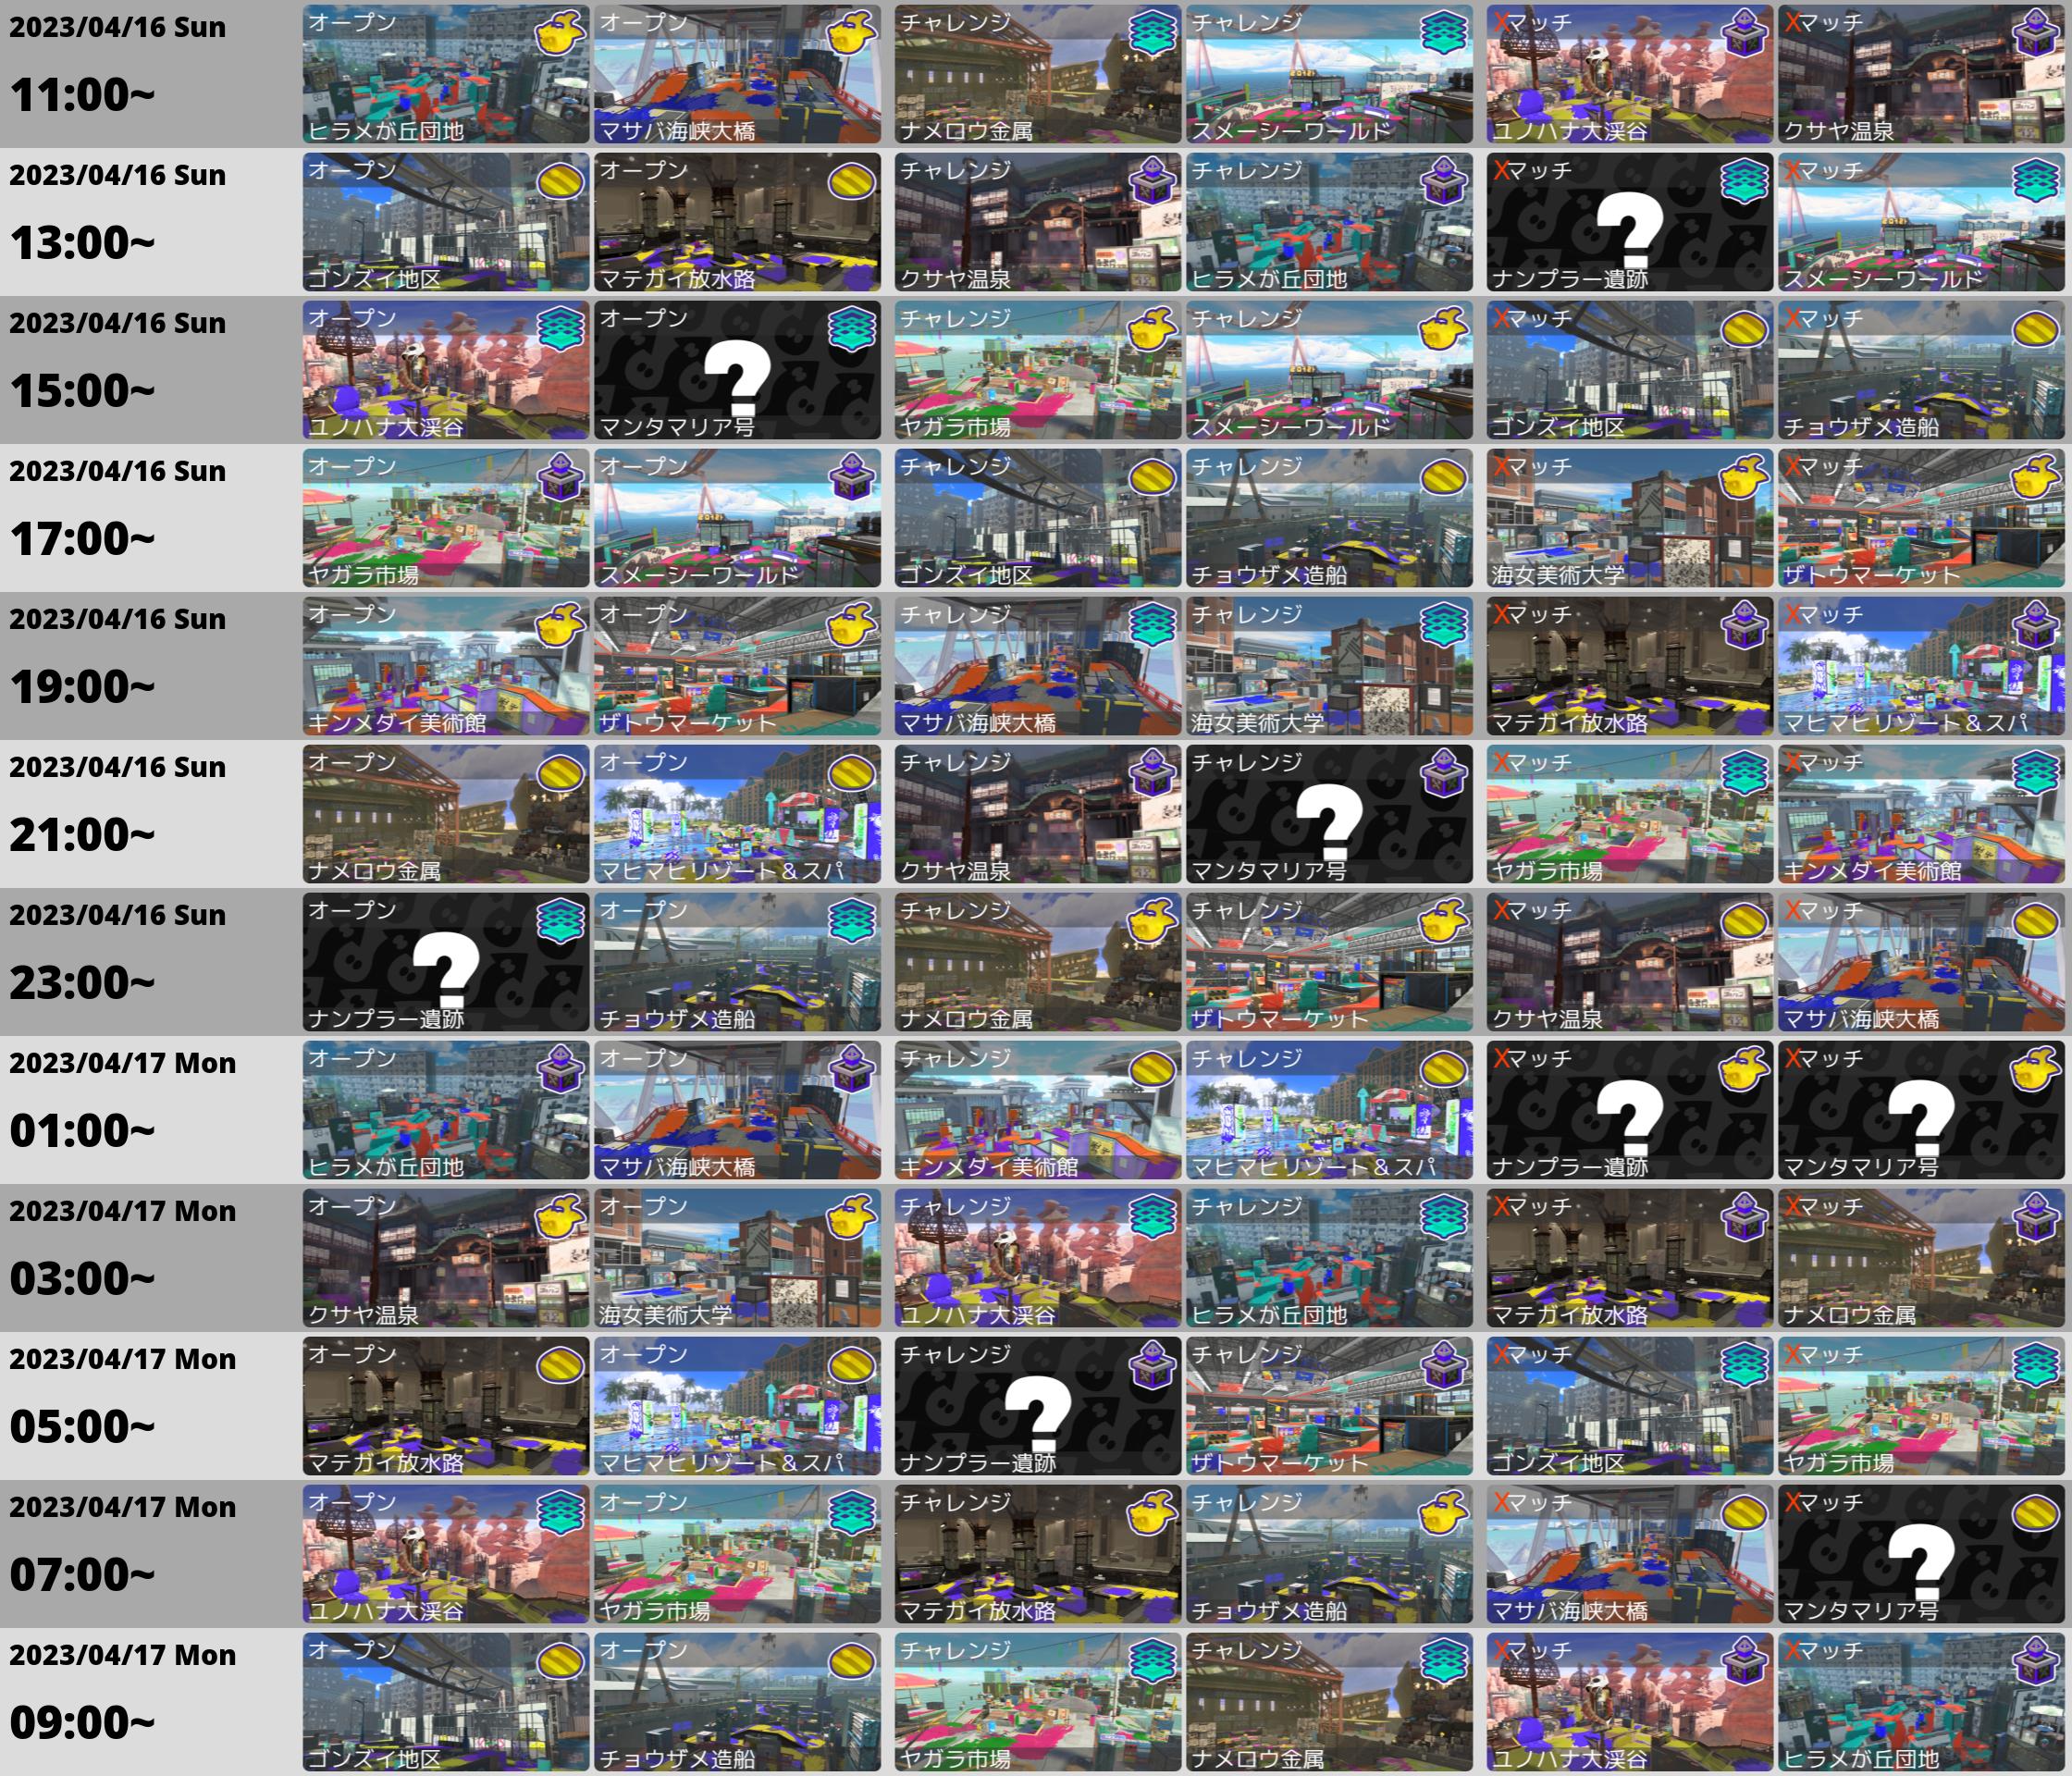 2023/04/16 Sun
11:00~
オープン オープン チャレンジ チャレンジ Xマッチ Xマッチ
ヒラメが丘団地 マサバ海峡大橋 ナメロウ金属 スメーシーワールド ユノハナ大渓谷 クサヤ温泉
2023/04/16 Sun
13:00~
オープン オープン チャレンジ チャレンジ Xマッチ Xマッチ
ゴンズイ地区 マテガイ放水路 クサヤ温泉 ヒラメが丘団地 ナンプラー遺跡 スメーシーワールド
2023/04/16 Sun
15:00~
オープン オープン チャレンジ チャレンジ Xマッチ Xマッチ
ユノハナ大渓谷 マンタマリア号 ヤガラ市場 スメーシーワールド ゴンズイ地区 チョウザメ造船
2023/04/16 Sun
17:00~
オープン オープン チャレンジ チャレンジ Xマッチ Xマッチ
ヤガラ市場 スメーシーワールド ゴンズイ地区 チョウザメ造船 海女美術大学 ザトウマーケット
2023/04/16 Sun
19:00~
オープン オープン チャレンジ チャレンジ Xマッチ Xマッチ
キンメダイ美術館 ザトウマーケット マサバ海峡大橋 海女美術大学 マテガイ放水路 マヒマヒリゾート＆スパ
2023/04/16 Sun
21:00~
オープン オープン チャレンジ チャレンジ Xマッチ Xマッチ
ナメロウ金属 マヒマヒリゾート＆スパ クサヤ温泉 マンタマリア号 ヤガラ市場 キンメダイ美術館
2023/04/16 Sun
23:00~
オープン オープン チャレンジ チャレンジ Xマッチ Xマッチ
ナンプラー遺跡 チョウザメ造船 ナメロウ金属 ザトウマーケット クサヤ温泉 マサバ海峡大橋
2023/04/17 Mon
01:00~
オープン オープン チャレンジ チャレンジ Xマッチ Xマッチ
ヒラメが丘団地 マサバ海峡大橋 キンメダイ美術館 マヒマヒリゾート＆スパ ナンプラー遺跡 マンタマリア号
2023/04/17 Mon
03:00~
オープン オープン チャレンジ チャレンジ Xマッチ Xマッチ
クサヤ温泉 海女美術大学 ユノハナ大渓谷 ヒラメが丘団地 マテガイ放水路 ナメロウ金属
2023/04/17 Mon
05:00~
オープン オープン チャレンジ チャレンジ Xマッチ Xマッチ
マテガイ放水路 マヒマヒリゾート＆スパ ナンプラー遺跡 ザトウマーケット ゴンズイ地区 ヤガラ市場
2023/04/17 Mon
07:00~
オープン オープン チャレンジ チャレンジ Xマッチ Xマッチ
ユノハナ大渓谷 ヤガラ市場 マテガイ放水路 チョウザメ造船 マサバ海峡大橋 マンタマリア号
2023/04/17 Mon
09:00~
オープン オープン チャレンジ チャレンジ Xマッチ Xマッチ
ゴンズイ地区 チョウザメ造船 ヤガラ市場 ナメロウ金属 ユノハナ大渓谷 ヒラメが丘団地